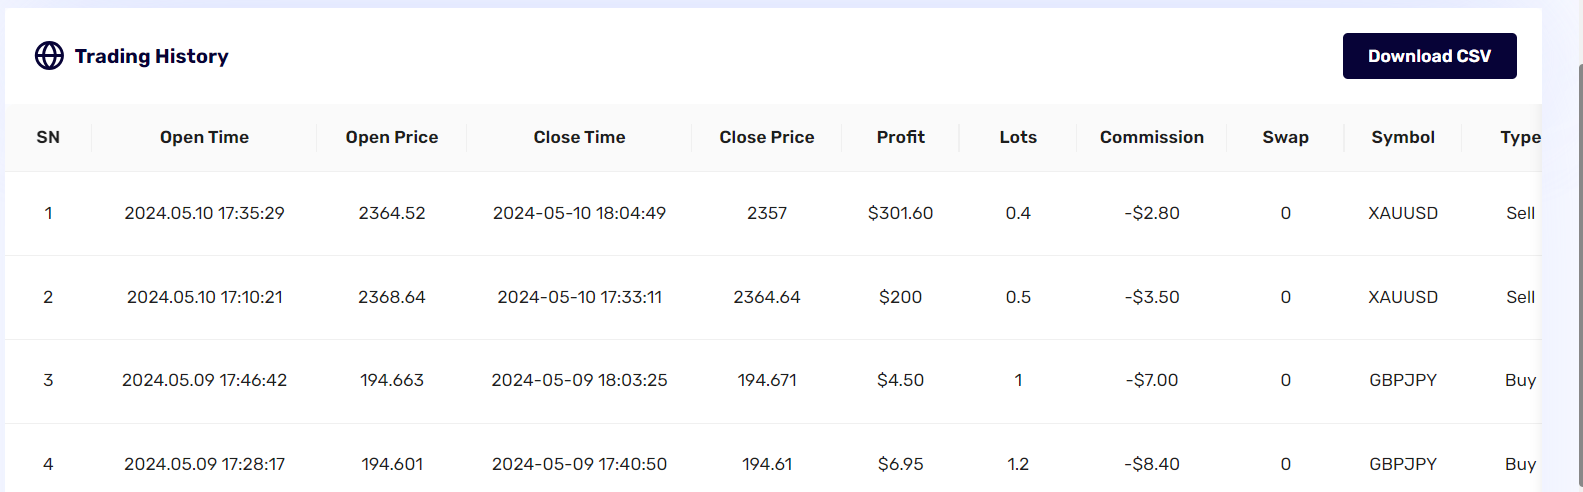 Trading History
Download CSV
SN Open Time Open Price Close Time Close Price Profit Lots Commission Swap Symbol Type
1 2024.05.10 17:35:29 2364.52 2024-05-10 18:04:49 2357 $301.60 0.4 -$2.80 0 XAUUSD Sell
2 2024.05.10 17:10:21 2368.64 2024-05-10 17:33:11 2364.64 $200 0.5 -$3.50 0 XAUUSD Sell
3 2024.05.09 17:46:42 194.663 2024-05-09 18:03:25 194.671 $4.50 1 -$7.00 0 GBPJPY Buy
4 2024.05.09 17:28:17 194.601 2024-05-09 17:40:50 194.61 $6.95 1.2 -$8.40 0 GBPJPY Buy